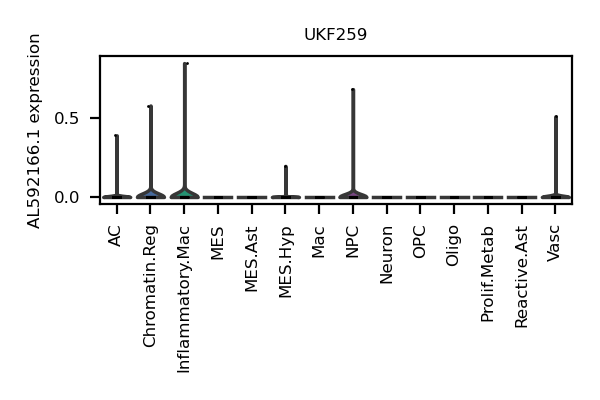 UKF259
AL592166.1 expression
0.5
0.0
AC
Chromatin.Reg
Inflammatory.Mac
MES
MES.Ast
MES.Hyp
Mac
NPC
Neuron
OPC
Oligo
Prolif.Metab
Reactive.Ast
Vasc